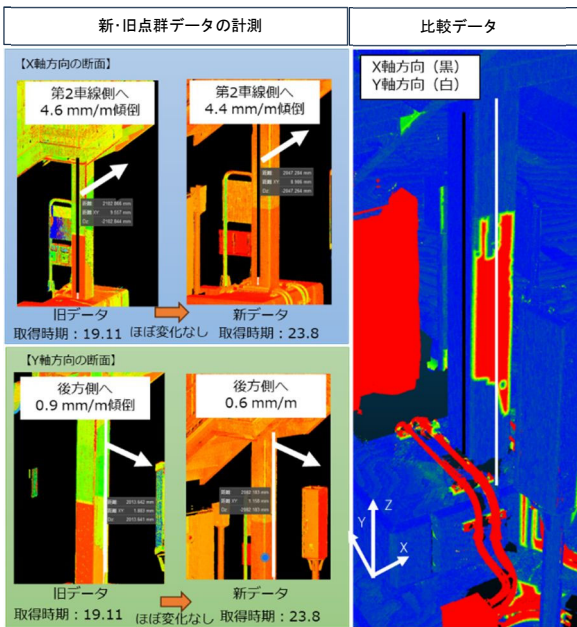 新・旧点群データの計測
比較データ
【X軸方向の断面】
第2車線側へ
4.6 mm/m傾倒
第2車線側へ
4.4 mm/m傾倒
旧データ
取得時期：19.11
ほぼ変化なし
新データ
取得時期：23.8
【Y軸方向の断面】
後方側へ
0.9 mm/m傾倒
後方側へ
0.6 mm/m
旧データ
取得時期：19.11
ほぼ変化なし
新データ
取得時期：23.8
X軸方向（黒）
Y軸方向（白）
Z
Y
X